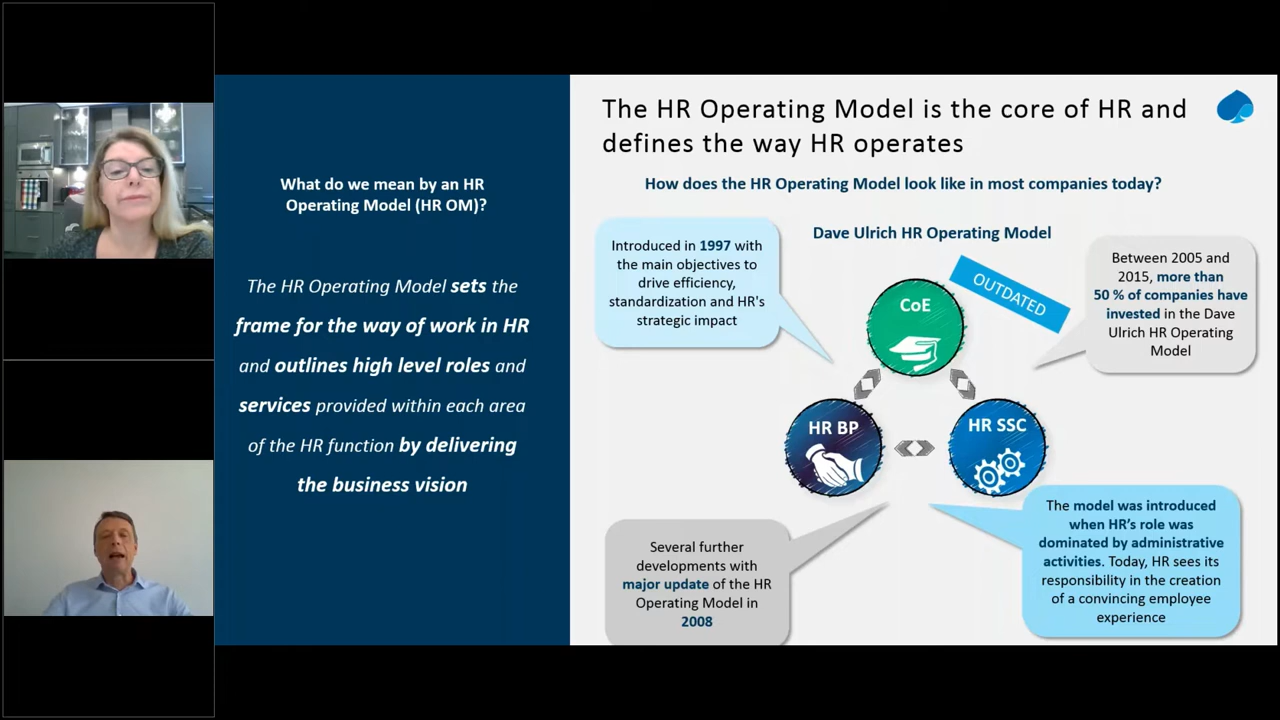 What do we mean by an HR
Operating Model (HR OM)?
The HR Operating Model sets the
frame for the way of work in HR
and outlines high level roles and
services provided within each area
of the HR function by delivering
the business vision
The HR Operating Model is the core of HR and
defines the way HR operates
How does the HR Operating Model look like in most companies today?
Dave Ulrich HR Operating Model
Introduced in 1997 with
the main objectives to
drive efficiency,
standardization and HR's
strategic impact
OUTDATED
Between 2005 and
2015, more than
50 % of companies have
invested in the Dave
Ulrich HR Operating
Model
CoE
HR BP
HR SSC
Several further
developments with
major update of the HR
Operating Model in
2008
The model was introduced
when HR’s role was
dominated by administrative
activities. Today, HR sees its
responsibility in the creation
of a convincing employee
experience